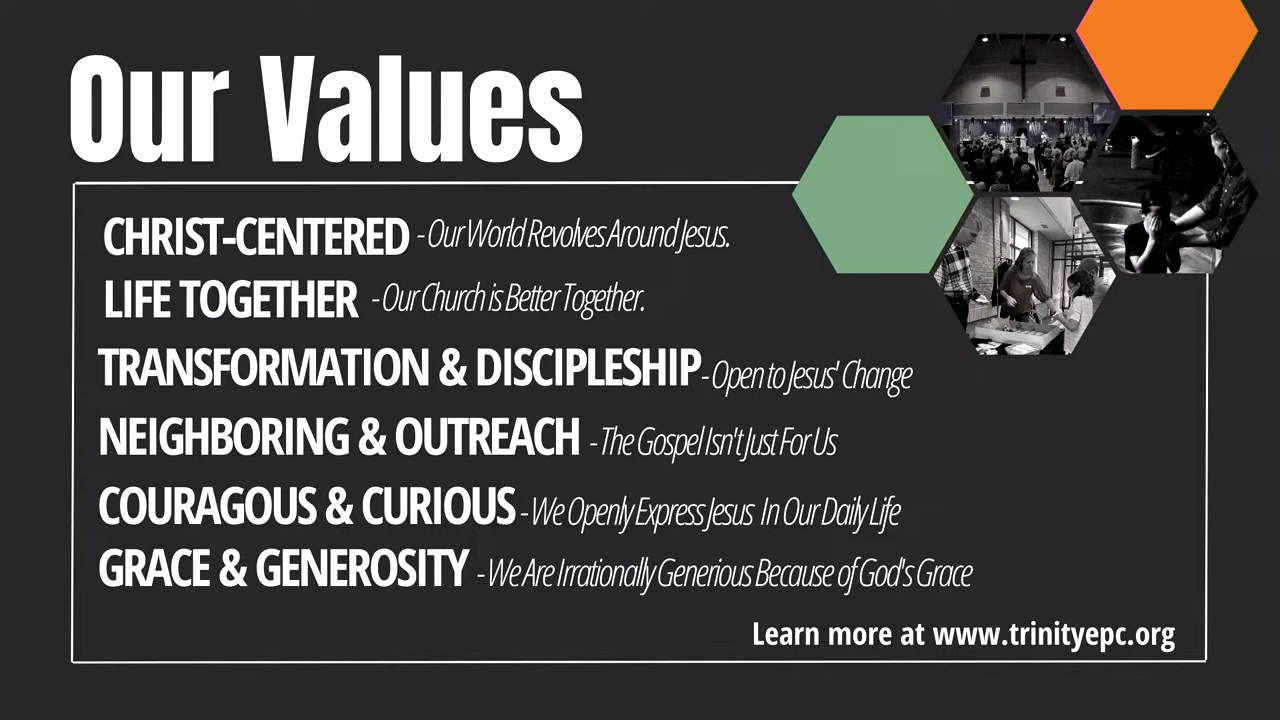 Our Values
CHRIST-CENTERED - Our World Revolves Around Jesus.
LIFE TOGETHER - Our Church is Better Together.
TRANSFORMATION & DISCIPLESHIP - Open to Jesus' Change
NEIGHBORING & OUTREACH - The Gospel Isn't Just For Us
COURAGOUS & CURIOUS - We Openly Express Jesus In Our Daily Life
GRACE & GENEROSITY - We Are Irrationally Generious Because of God's Grace
Learn more at www.trinityepc.org